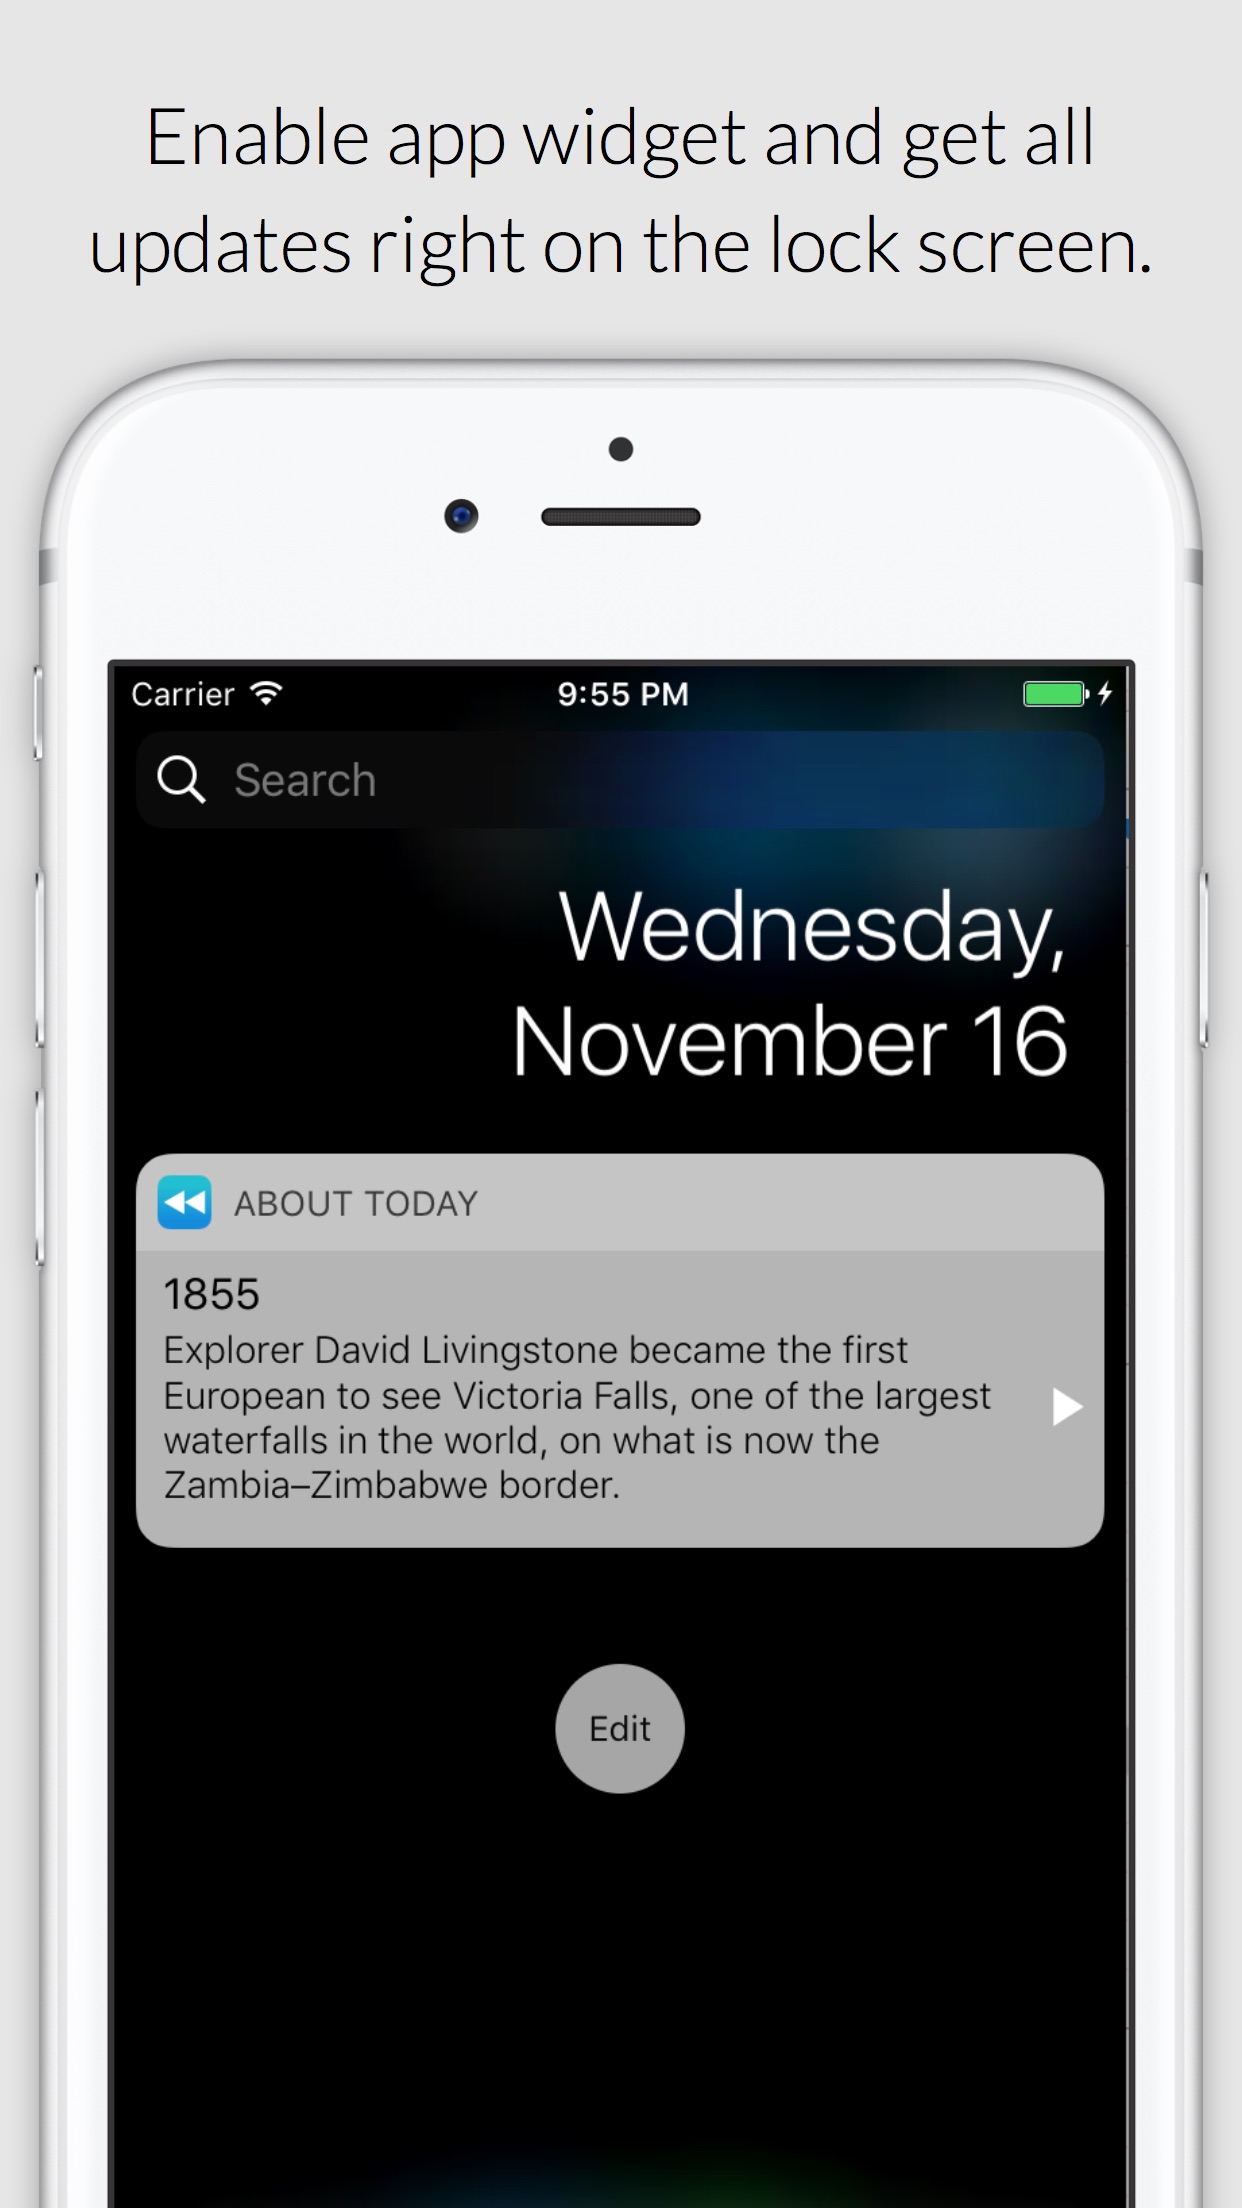 Enable app widget and get all
updates right on the lock screen.
Carrier 9:55 PM
Search
Wednesday,
November 16
ABOUT TODAY
1855
Explorer David Livingstone became the first
European to see Victoria Falls, one of the largest
waterfalls in the world, on what is now the
Zambia–Zimbabwe border.
Edit